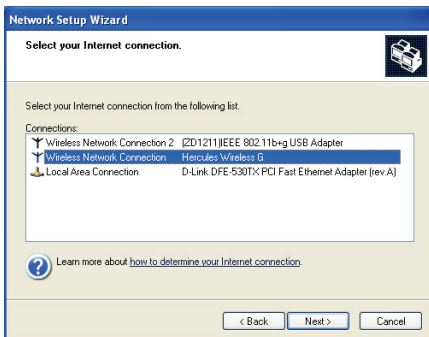 Network Setup Wizard
Select your Internet connection.
Select your Internet connection from the following list.
Connections:
Wireless Network Connection 2 (ZD1211)IEEE 802.11b+g USB Adapter
Wireless Network Connection Hercules Wireless G
Local Area Connection D-Link DFE-530TX PCI Fast Ethernet Adapter (rev.A)
Learn more about how to determine your Internet connection.
< Back Next > Cancel